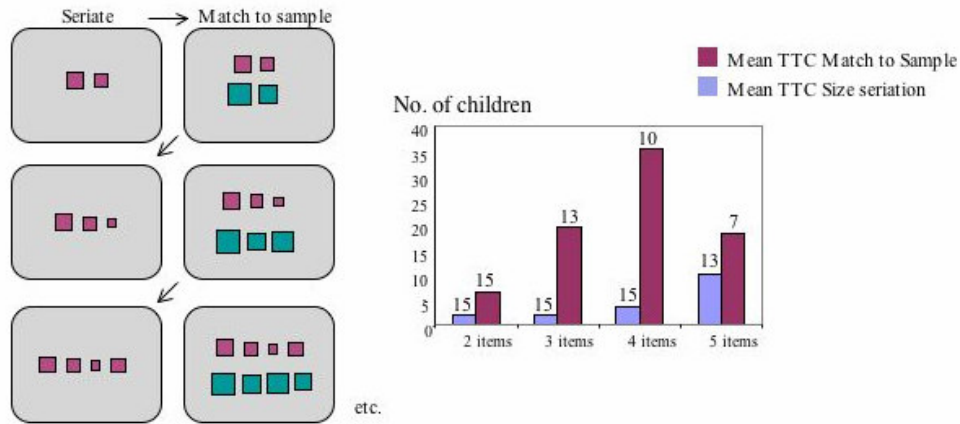 Seriate → Match to sample
etc.
Mean TTC Match to Sample
Mean TTC Size seriation
No. of children
40
35
30
25
20
15
10
5
0
15 15
15 13
15 10
13 7
2 items 3 items 4 items 5 items